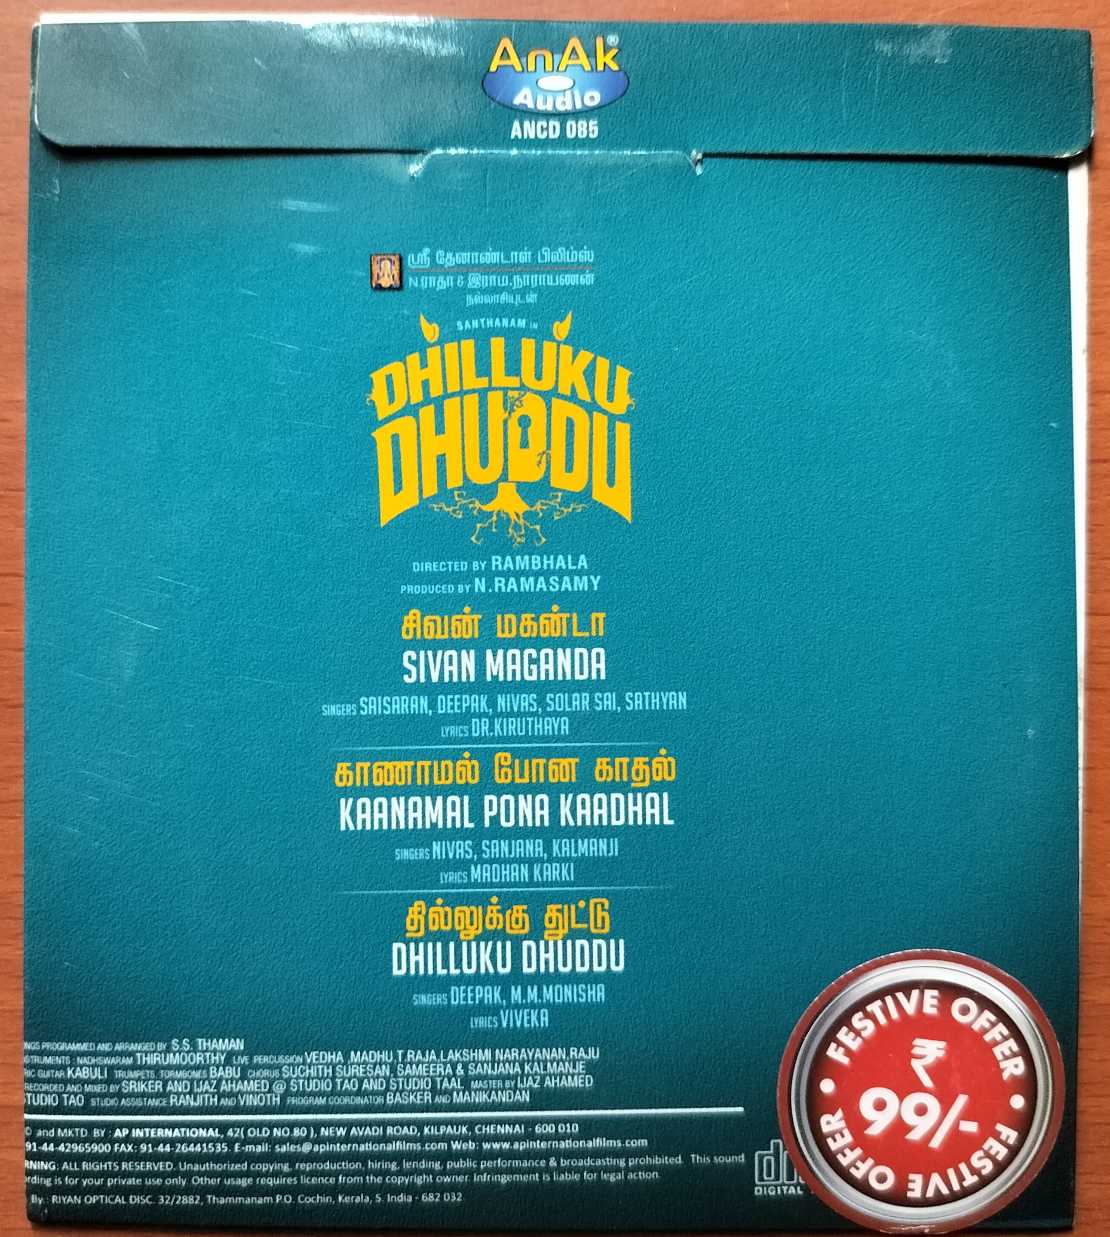 AnAk®
Audio
ANCD 085
ஸ்ரீ தேனாண்டாள் பிலிம்ஸ்
N ராதா & இராம.நாராயணன்
நல்லாசியுடன்
SANTHANAM IN
DHILLUKU
DHUDDU
DIRECTED BY RAMBHALA
PRODUCED BY N.RAMASAMY
சிவன் மகன்டா
SIVAN MAGANDA
SINGERS SAISARAN, DEEPAK, NIVAS, SOLAR SAI, SATHYAN
LYRICS DR.KIRUTHAYA
காணாமல் போன காதல்
KAANAMAL PONA KAADHAL
SINGERS NIVAS, SANJANA, KALMANJI
LYRICS MADHAN KARKI
தில்லுக்கு துட்டு
DHILLUKU DHUDDU
SINGERS DEEPAK, M.M.MONISHA
LYRICS VIVEKA
NGS PROGRAMMED AND ARRANGED BY S.S. THAMAN
STRUMENTS : NADHSWARAM THIRUMOORTHY LIVE PERCUSSION VEDHA ,MADHU,T.RAJA,LAKSHMI NARAYANAN,RAJU
RIC GUITAR KABULI TRUMPETS, TORMBONES BABU CHORUS SUCHITH SURESAN, SAMEERA & SANJANA KALMANJE
RECORDED AND MIXED BY SRIKER AND IJAZ AHAMED @ STUDIO TAO AND STUDIO TAAL MASTER BY IJAZ AHAMED
TUDIO TAO STUDIO ASSISTANCE RANJITH AND VINOTH PROGRAM COORDINATOR BASKER AND MANIKANDAN
D and MKTD. BY : AP INTERNATIONAL, 42( OLD NO.80 ), NEW AVADI ROAD, KILPAUK, CHENNAI - 600 010
91-44-42965900 FAX: 91-44-26441535. E-mail: sales@apinternationalfilms.com Web: www.apinternationalfilms.com
RNING: ALL RIGHTS RESERVED. Unauthorized copying, reproduction, hiring, lending, public performance & broadcasting prohibited. This sound
rding is for your private use only. Other usage requires licence from the copyright owner. Infringement is liable for legal action.
By.: RIYAN OPTICAL DISC. 32/2882, Thammanam P.O. Cochin, Kerala, S. India - 682 032
DIGITAL
FESTIVE OFFER
₹
99/-
FESTIVE OFFER